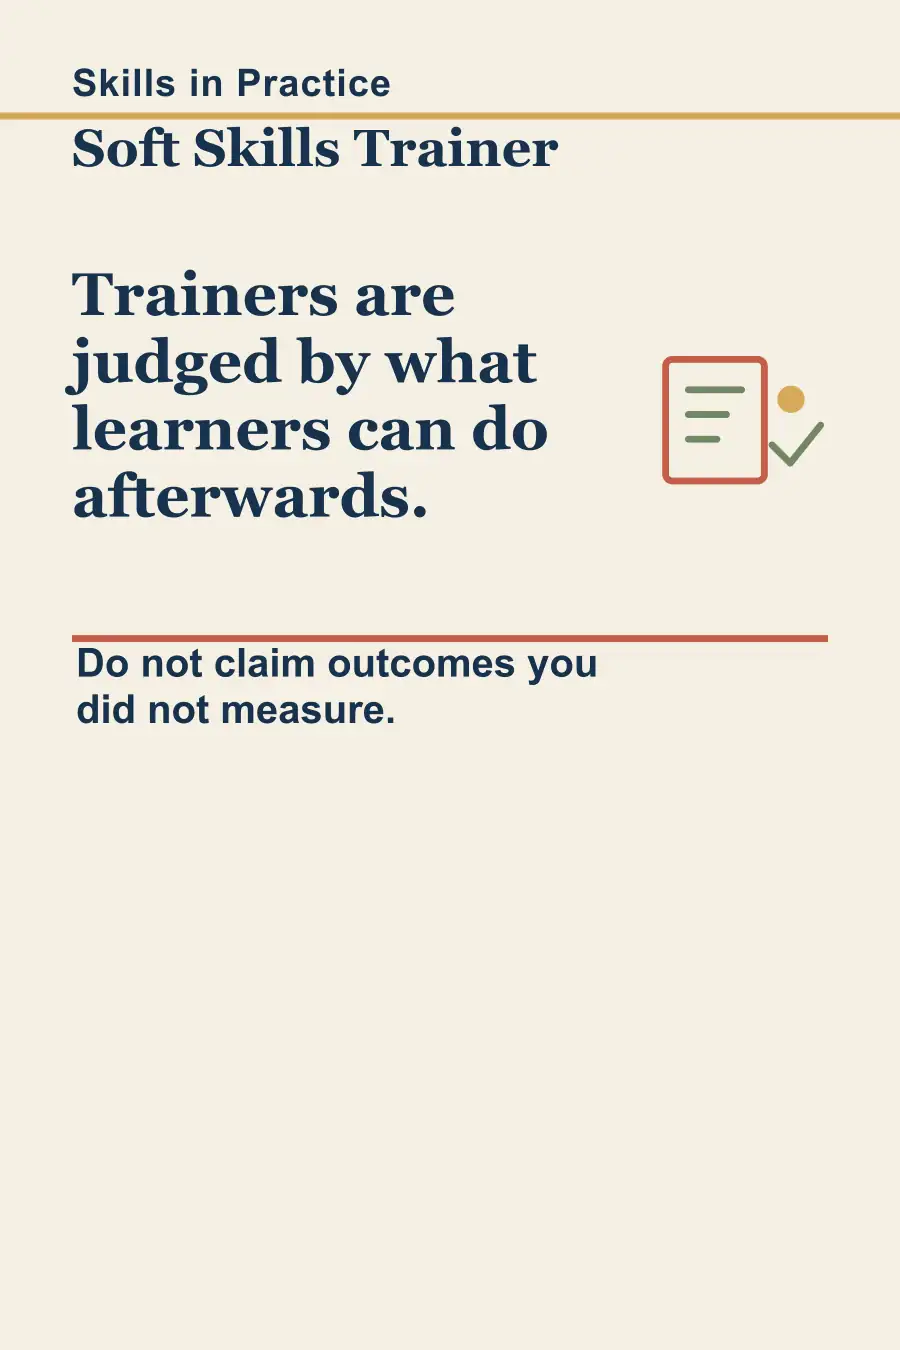 Skills in Practice
Soft Skills Trainer
Trainers are
judged by what
learners can do
afterwards.
Do not claim outcomes you
did not measure.